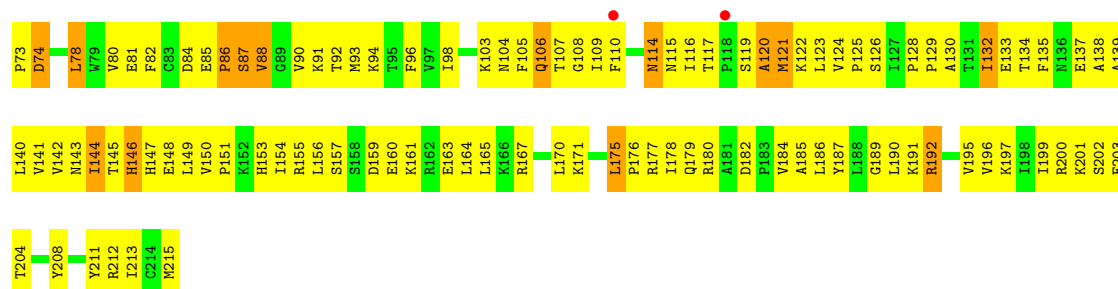 P73 D74 L78 W79 V80 E81 F82 C83 D84 E85 P86 S87 V88 G89 V90 K91 T92 M93 K94 T95 F96 V97 I98 K103 N104 F105 Q106 T107 G108 I109 F110 N114 N115 I116 T117 P118 S119 A120 M121 K122 L123 V124 P125 S126 I127 P128 P129 A130 T131 I132 E133 T134 F135 N136 E137 A138 A139
L140 V141 V142 N143 I144 T145 H146 H147 E148 L149 V150 P151 K152 H153 I154 R155 L156 S157 S158 D159 E160 K161 R162 E163 L164 L165 K166 R167 L170 K171 L175 P176 R177 I178 Q179 R180 A181 D182 P183 V184 A185 L186 Y187 L188 G189 L190 K191 R192 V195 V196 K197 I198 I199 R200 K201 S202
T204 Y208 Y211 R212 I213 C214 M215